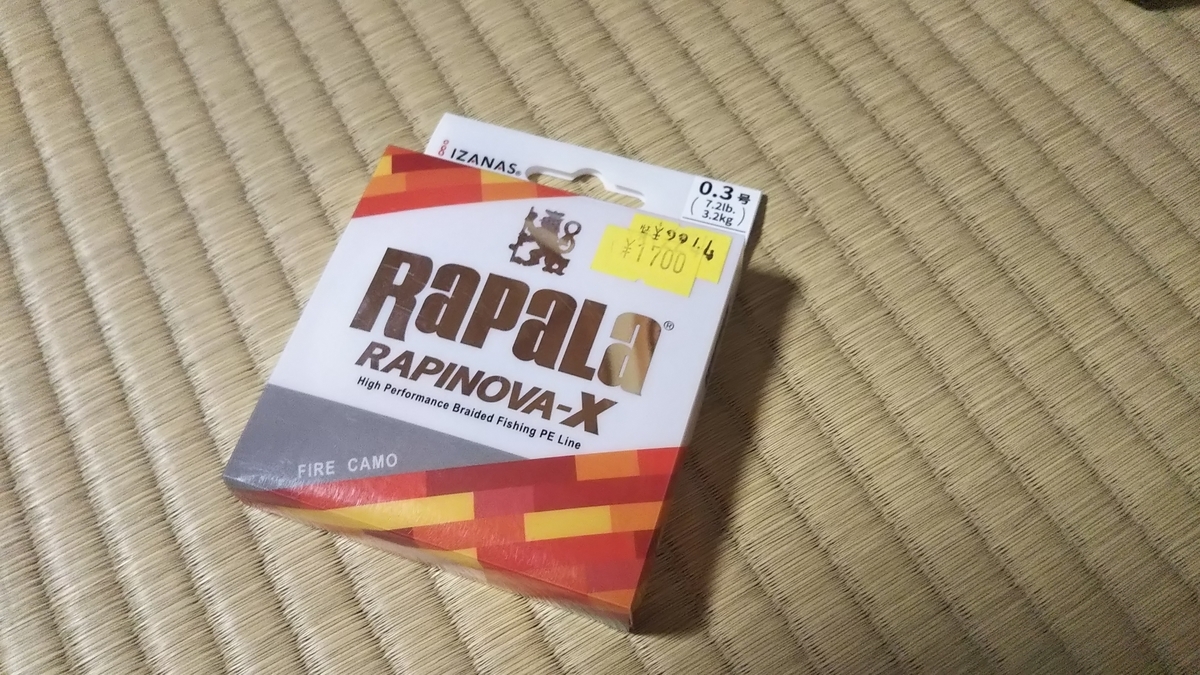 IZANAS®
0.3号
(7.2lb.
3.2kg)
¥1700
RAPALA®
RAPINOVA-X
High Performance Braided Fishing PE Line
FIRE CAMO